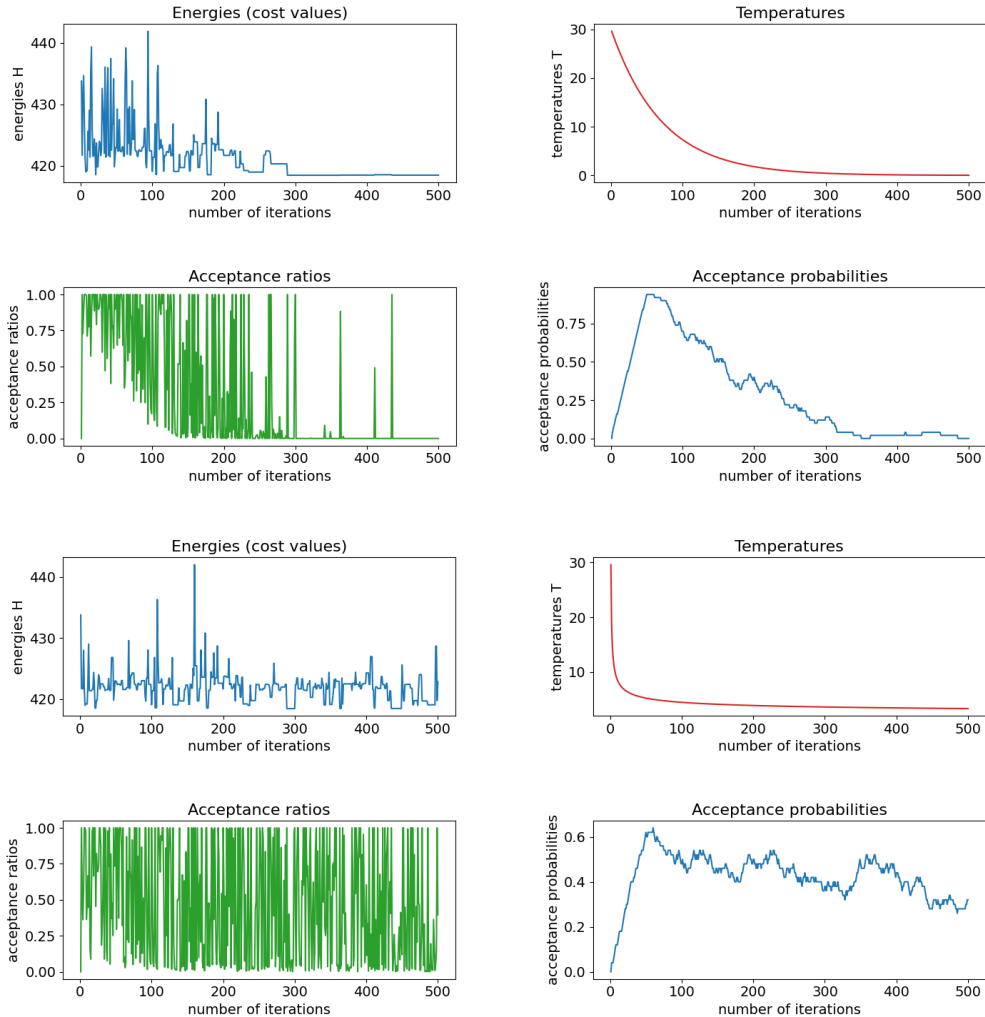 Energies (cost values)
energies H
440
430
420
0 100 200 300 400 500
number of iterations
Temperatures
temperatures T
30
20
10
0
0 100 200 300 400 500
number of iterations
Acceptance ratios
acceptance ratios
1.00
0.75
0.50
0.25
0.00
0 100 200 300 400 500
number of iterations
Acceptance probabilities
acceptance probabilities
0.75
0.50
0.25
0.00
0 100 200 300 400 500
number of iterations
Energies (cost values)
energies H
440
430
420
0 100 200 300 400 500
number of iterations
Temperatures
temperatures T
30
20
10
0 100 200 300 400 500
number of iterations
Acceptance ratios
acceptance ratios
1.00
0.75
0.50
0.25
0.00
0 100 200 300 400 500
number of iterations
Acceptance probabilities
acceptance probabilities
0.6
0.4
0.2
0.0
0 100 200 300 400 500
number of iterations